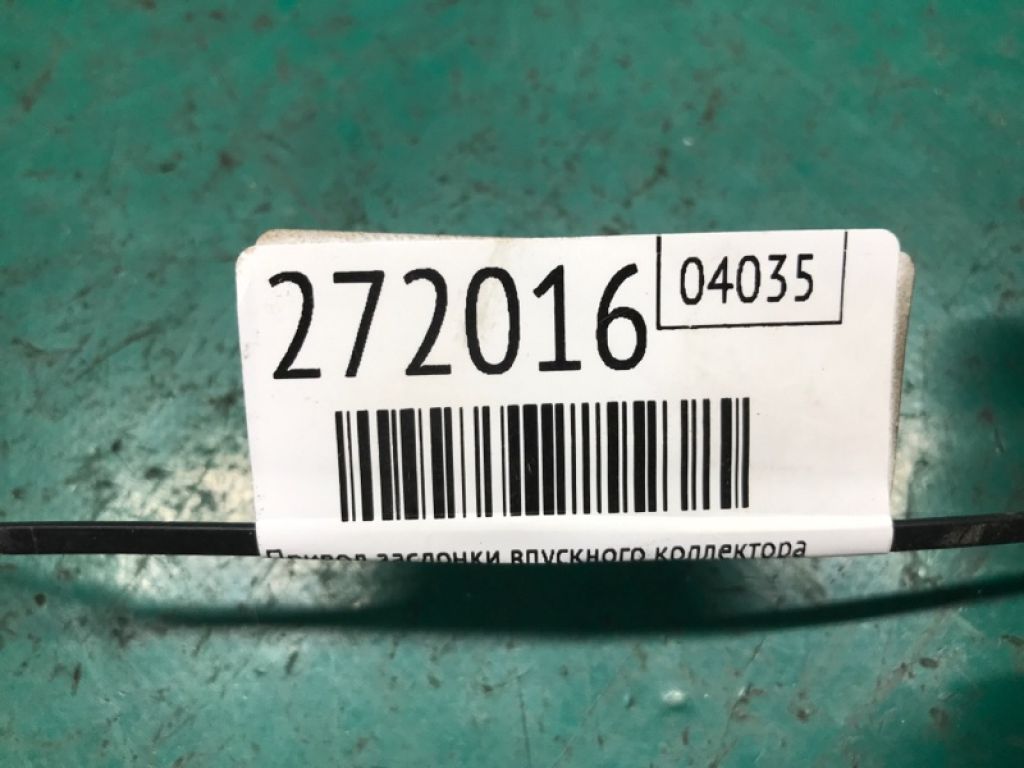 272016
04035
Привод заслонки впускного коллектора